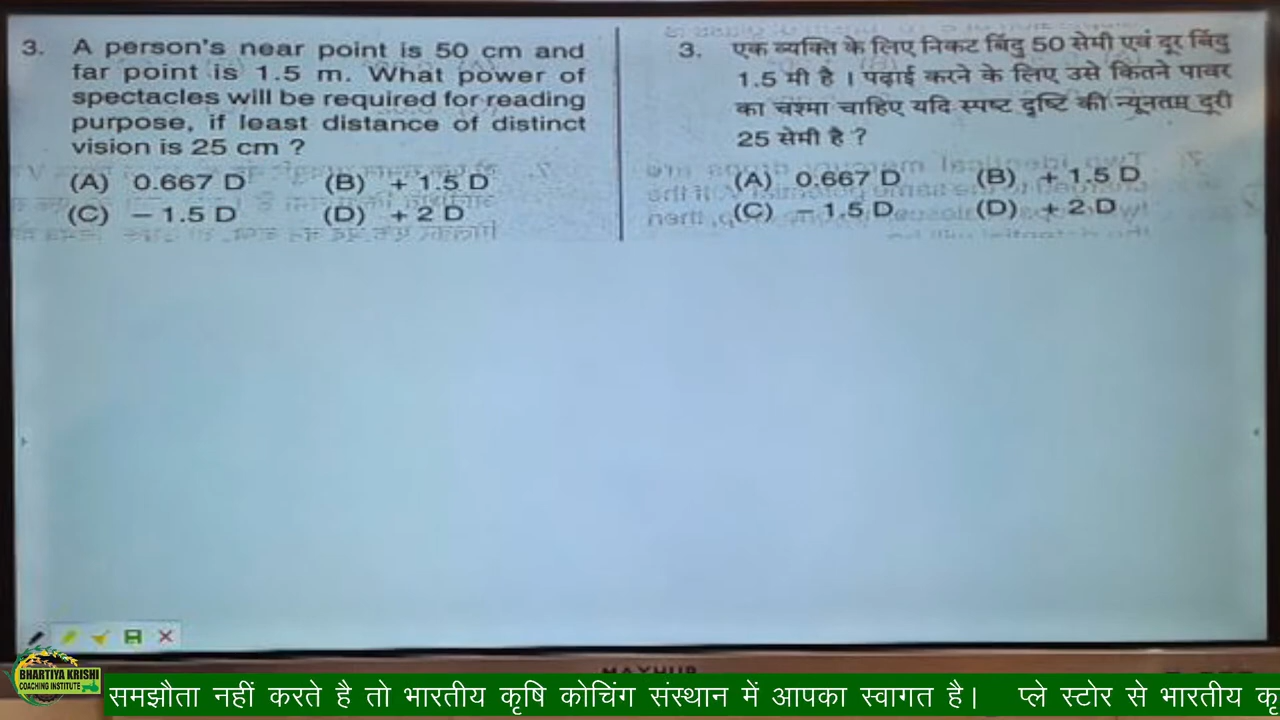 3. A person's near point is 50 cm and
far point is 1.5 m. What power of
spectacles will be required for reading
purpose, if least distance of distinct
vision is 25 cm ?
(A) 0.667 D (B) + 1.5 D
(C) – 1.5 D (D) + 2 D
3. एक व्यक्ति के लिए निकट बिंदु 50 सेमी एवं दूर बिंदु
1.5 मी है । पढ़ाई करने के लिए उसे कितने पावर
का चश्मा चाहिए यदि स्पष्ट दृष्टि की न्यूनतम दूरी
25 सेमी है ?
(A) 0.667 D (B) + 1.5 D
(C) – 1.5 D (D) + 2 D
BHARTIYA KRISHI
COACHING INSTITUTE
समझौता नहीं करते है तो भारतीय कृषि कोचिंग संस्थान में आपका स्वागत है। प्ले स्टोर से भारतीय कृ